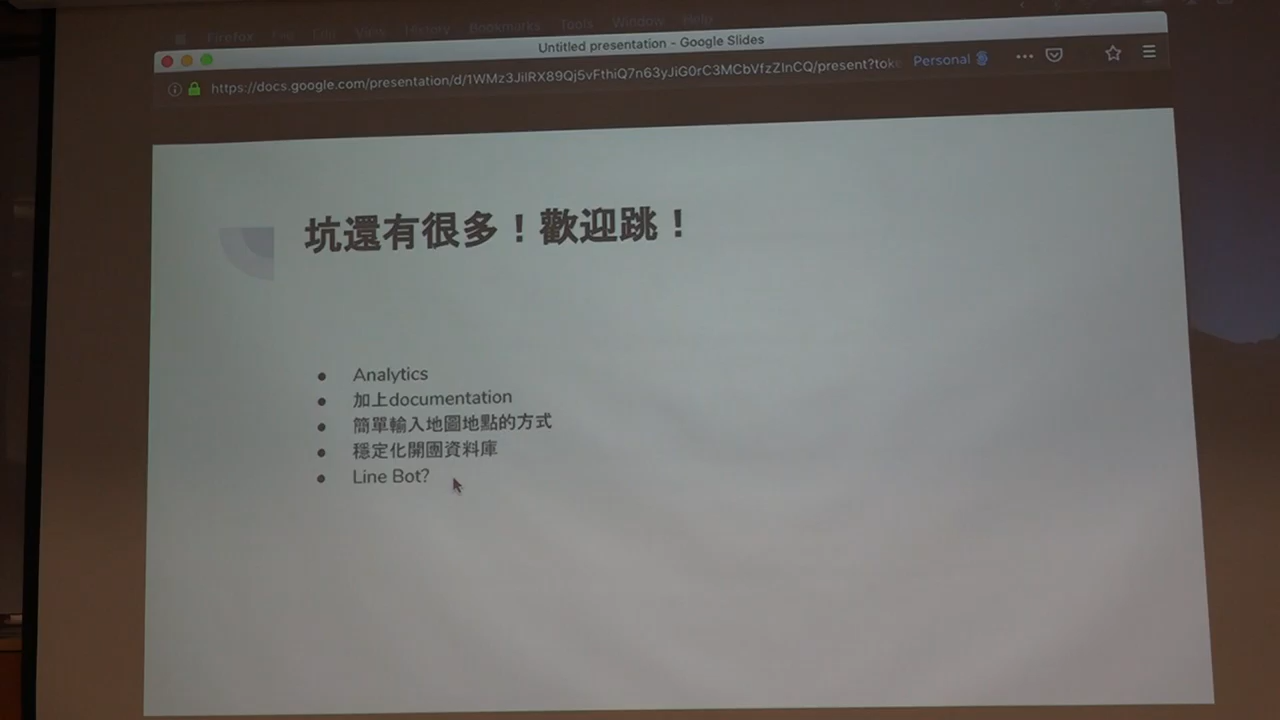 Firefox File Edit View History Bookmarks Tools Window Help
Untitled presentation - Google Slides
https://docs.google.com/presentation/d/1WMz3JiIRX89Qj5vFthiQ7n63yJiG0rC3MCbVfzZInCQ/present?toke Personal
坑還有很多！歡迎跳！
Analytics
加上documentation
簡單輸入地圖地點的方式
穩定化開團資料庫
Line Bot?